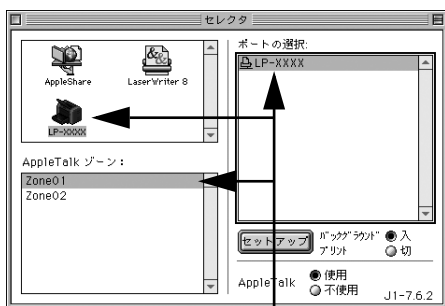 セレクタ
AppleShare
LaserWriter 8
LP-XXXX
AppleTalk ゾーン：
Zone01
Zone02
ポートの選択:
LP-XXXX
セットアップ
バックグラウンド
プリント
入
切
AppleTalk
使用
不使用
J1-7.6.2